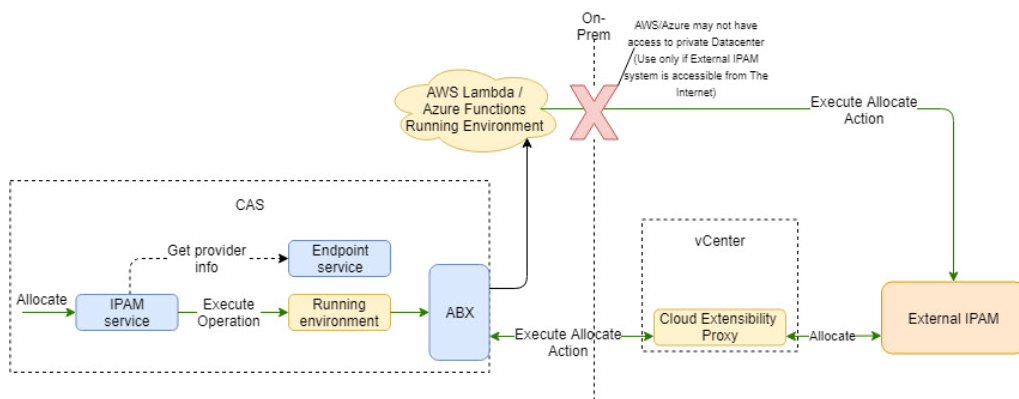 On-
Prem
AWS/Azure may not have
access to private Datacenter
(Use only if External IPAM
system is accessible from The
Internet)
AWS Lambda /
Azure Functions
Running Environment
Execute Allocate
Action
CAS
Get provider
info
Endpoint
service
vCenter
Allocate
IPAM
service
Execute
Operation
Running
environment
ABX
Execute Allocate
Action
Cloud Extensibility
Proxy
Allocate
External IPAM